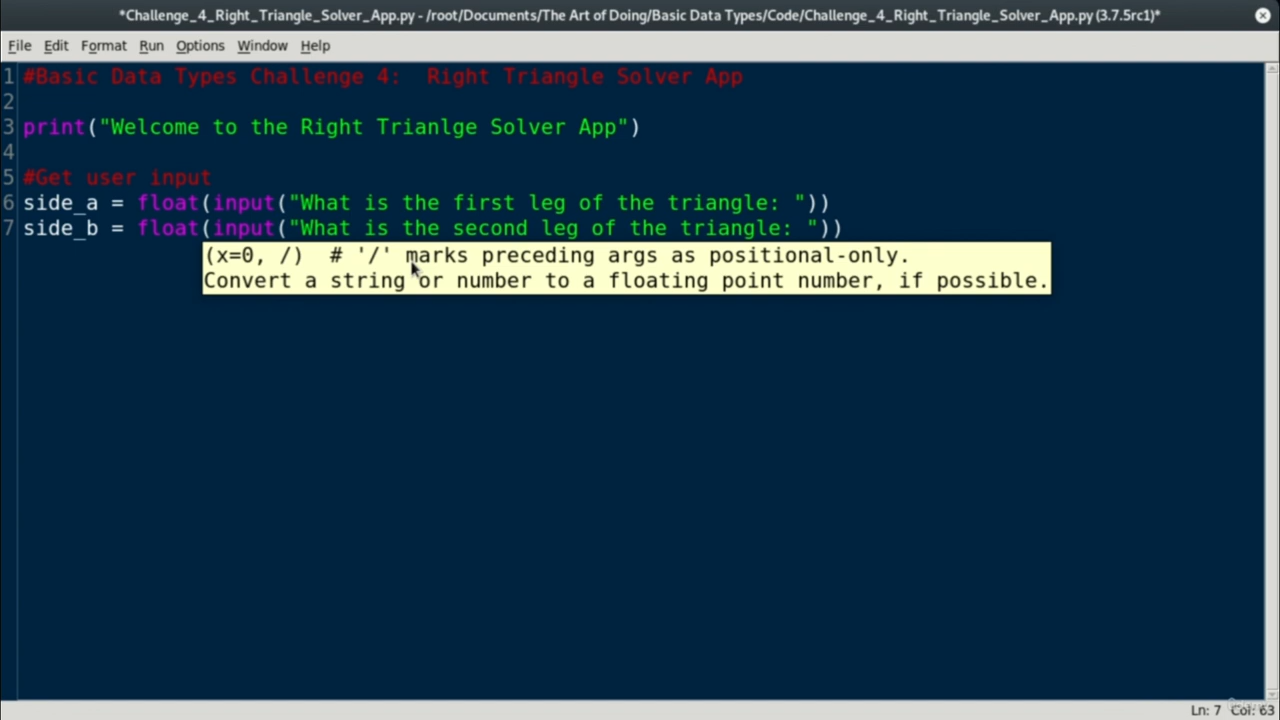 *Challenge_4_Right_Triangle_Solver_App.py - /root/Documents/The Art of Doing/Basic Data Types/Code/Challenge_4_Right_Triangle_Solver_App.py (3.7.5rc1)*
File Edit Format Run Options Window Help
1 #Basic Data Types Challenge 4:  Right Triangle Solver App
2
3 print("Welcome to the Right Trianlge Solver App")
4
5 #Get user input
6 side_a = float(input("What is the first leg of the triangle: "))
7 side_b = float(input("What is the second leg of the triangle: "))
(x=0, /)  # '/' marks preceding args as positional-only.
Convert a string or number to a floating point number, if possible.
Ln: 7 Col: 63